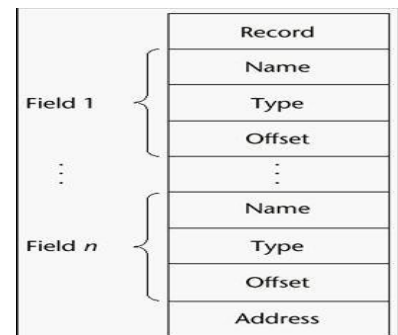 Record
Name
Field 1
Type
Offset
⋮ ⋮
Name
Field n
Type
Offset
Address